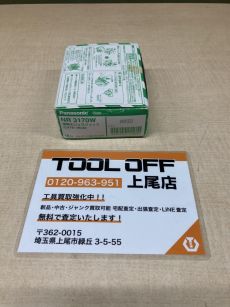 Panasonic
NR 3170W
TOOL OFF
0120-963-951 上尾店
工具買取強化中！！
新品・中古・ジャンク買取可能 宅配査定・出張査定・LINE査定
無料で査定いたします！
〒362-0015
埼玉県上尾市緑丘 3-5-55